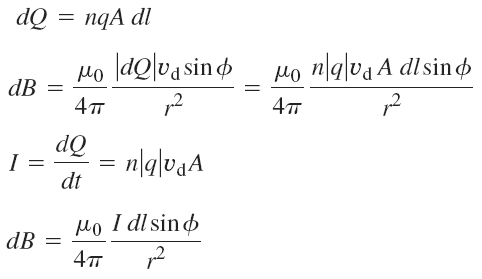 dQ = nqA dl
dB = μ₀/4π |dQ|v_d sin ϕ/r² = μ₀/4π n|q|v_d A dl sin ϕ/r²
I = dQ/dt = n|q|v_d A
dB = μ₀/4π I dl sin ϕ/r²